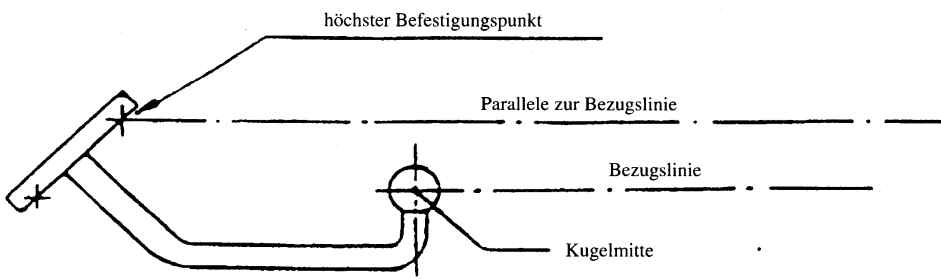 höchster Befestigungspunkt
Parallele zur Bezugslinie
Bezugslinie
Kugelmitte